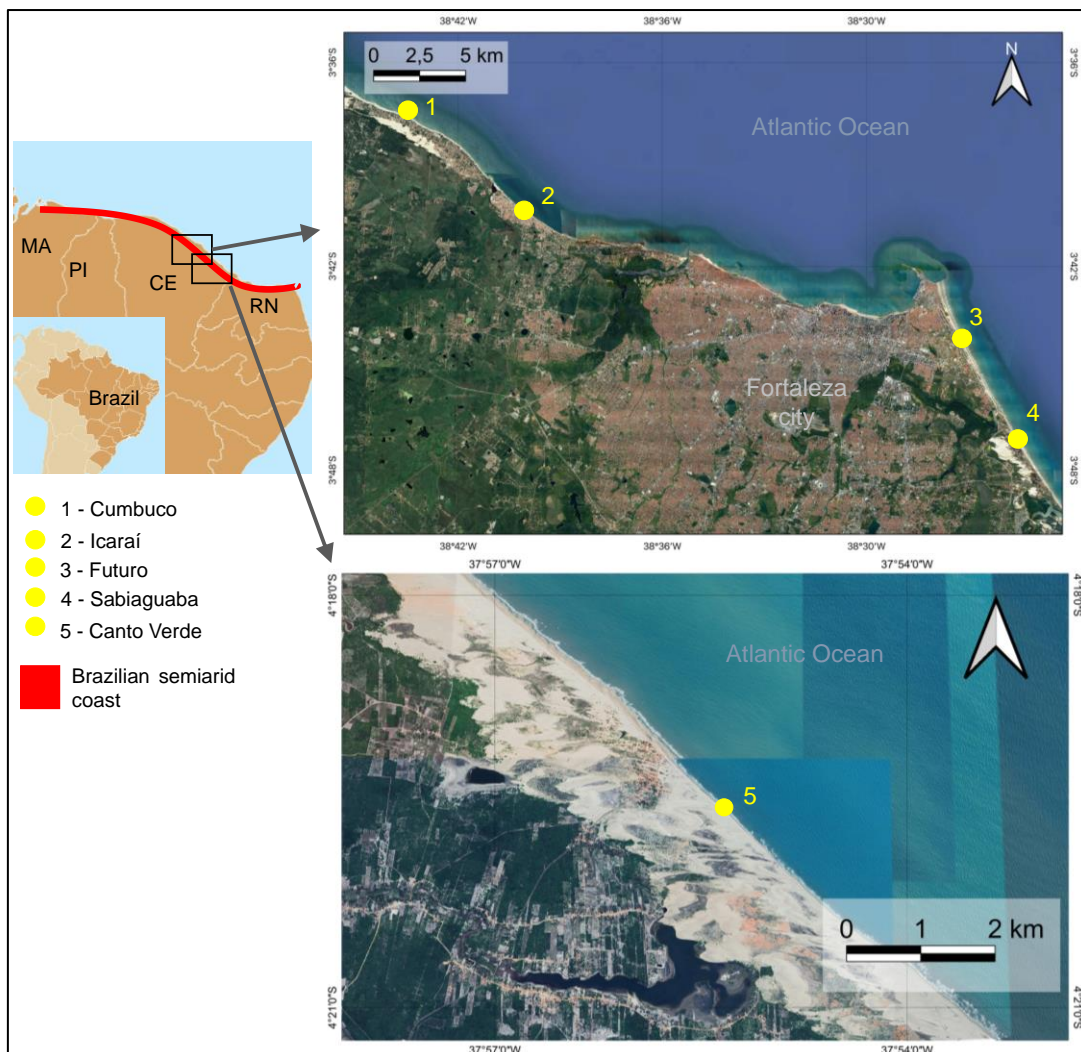 38°42'W 38°36'W 38°30'W
0 2,5 5 km
N
3°36'S 3°36'S
1
Atlantic Ocean
2
3°42'S 3°42'S
3
Fortaleza
city
4
3°48'S 3°48'S
38°42'W 38°36'W 38°30'W
MA
PI
CE
RN
Brazil
1 - Cumbuco
2 - Icaraí
3 - Futuro
4 - Sabiaguaba
5 - Canto Verde
Brazilian semiarid
coast
37°57'0"W 37°54'0"W
4°18'0"S 4°18'0"S
Atlantic Ocean
5
0 1 2 km
4°21'0"S 4°21'0"S
37°57'0"W 37°54'0"W